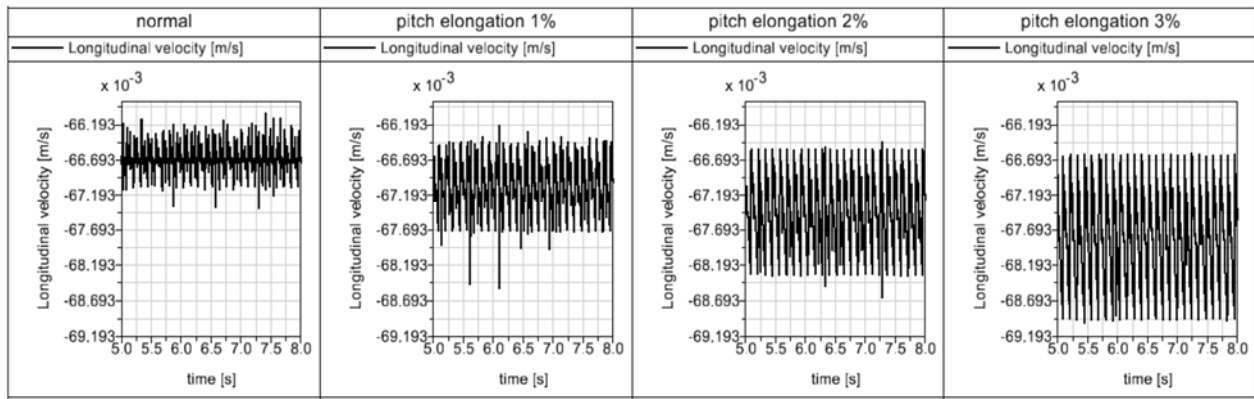 normal
Longitudinal velocity [m/s]
x 10-3
Longitudinal velocity [m/s]
-66.193
-66.693
-67.193
-67.693
-68.193
-68.693
-69.193
5.0 5.5 6.0 6.5 7.0 7.5 8.0
time [s]
pitch elongation 1%
Longitudinal velocity [m/s]
x 10-3
Longitudinal velocity [m/s]
-66.193
-66.693
-67.193
-67.693
-68.193
-68.693
-69.193
5.0 5.5 6.0 6.5 7.0 7.5 8.0
time [s]
pitch elongation 2%
Longitudinal velocity [m/s]
x 10-3
Longitudinal velocity [m/s]
-66.193
-66.693
-67.193
-67.693
-68.193
-68.693
-69.193
5.0 5.5 6.0 6.5 7.0 7.5 8.0
time [s]
pitch elongation 3%
Longitudinal velocity [m/s]
x 10-3
Longitudinal velocity [m/s]
-66.193
-66.693
-67.193
-67.693
-68.193
-68.693
-69.193
5.0 5.5 6.0 6.5 7.0 7.5 8.0
time [s]